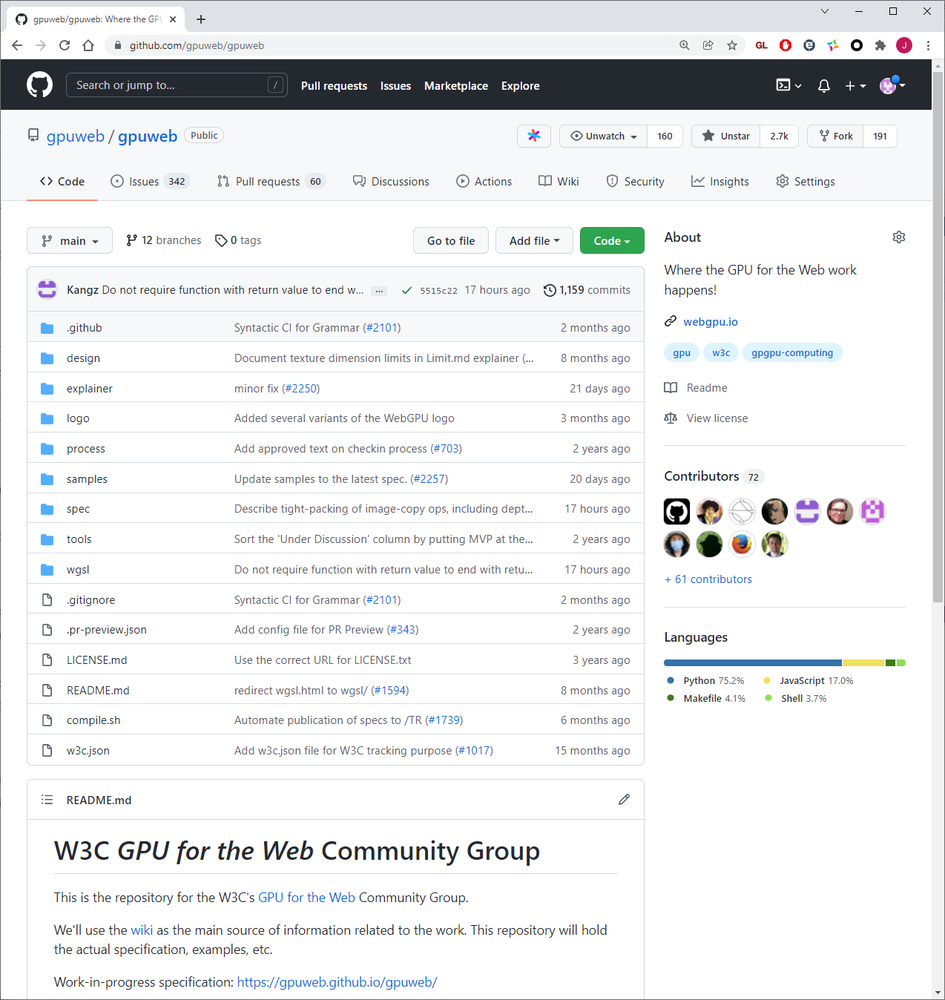 gpuweb/gpuweb: Where the GPU
github.com/gpuweb/gpuweb
GL
J
Search or jump to...
/
Pull requests
Issues
Marketplace
Explore
gpuweb / gpuweb Public
Unwatch 160
Unstar 2.7k
Fork 191
Code
Issues 342
Pull requests 60
Discussions
Actions
Wiki
Security
Insights
Settings
main
12 branches
0 tags
Go to file
Add file
Code
Kangz Do not require function with return value to end w... ... 5515c22 17 hours ago 1,159 commits
.github Syntactic CI for Grammar (#2101) 2 months ago
design Document texture dimension limits in Limit.md explainer (... 8 months ago
explainer minor fix (#2250) 21 days ago
logo Added several variants of the WebGPU logo 3 months ago
process Add approved text on checkin process (#703) 2 years ago
samples Update samples to the latest spec. (#2257) 20 days ago
spec Describe tight-packing of image-copy ops, including dept... 17 hours ago
tools Sort the 'Under Discussion' column by putting MVP at the... 2 years ago
wgsl Do not require function with return value to end with retu... 17 hours ago
.gitignore Syntactic CI for Grammar (#2101) 2 months ago
.pr-preview.json Add config file for PR Preview (#343) 2 years ago
LICENSE.md Use the correct URL for LICENSE.txt 3 years ago
README.md redirect wgsl.html to wgsl/ (#1594) 8 months ago
compile.sh Automate publication of specs to /TR (#1739) 6 months ago
w3c.json Add w3c.json file for W3C tracking purpose (#1017) 15 months ago
README.md
W3C GPU for the Web Community Group
This is the repository for the W3C's GPU for the Web Community Group.
We'll use the wiki as the main source of information related to the work. This repository will hold
the actual specification, examples, etc.
Work-in-progress specification: https://gpuweb.github.io/gpuweb/
About
Where the GPU for the Web work
happens!
webgpu.io
gpu w3c gpgpu-computing
Readme
View license
Contributors 72
+ 61 contributors
Languages
Python 75.2% JavaScript 17.0%
Makefile 4.1% Shell 3.7%